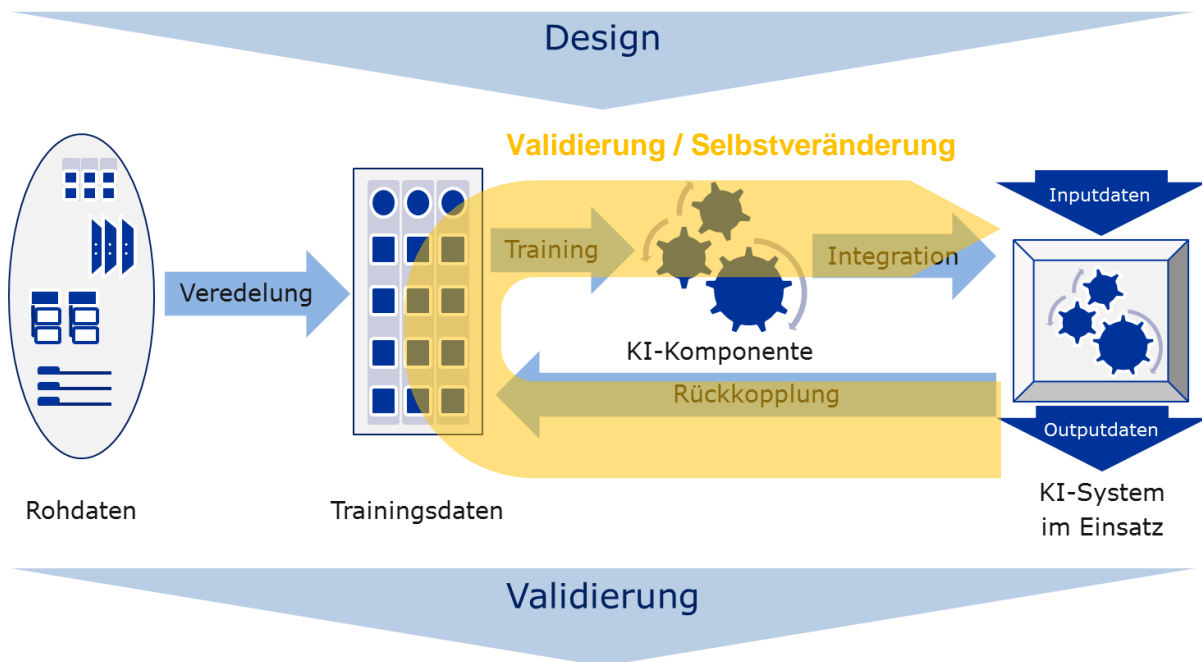 Design
Validierung / Selbstveränderung
Inputdaten
Training
Integration
Veredelung
KI-Komponente
Rückkopplung
Outputdaten
Rohdaten
Trainingsdaten
KI-System
im Einsatz
Validierung